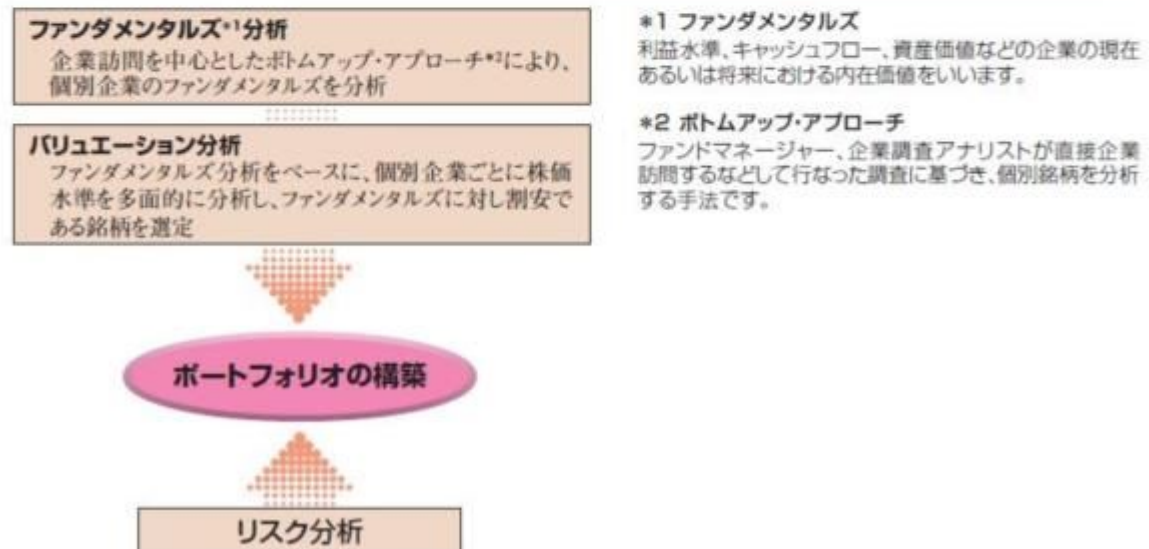 ファンダメンタルズ*1分析
企業訪問を中心としたボトムアップ・アプローチ*2により、
個別企業のファンダメンタルズを分析
バリュエーション分析
ファンダメンタルズ分析をベースに、個別企業ごとに株価
水準を多面的に分析し、ファンダメンタルズに対し割安で
ある銘柄を選定
ポートフォリオの構築
リスク分析
*1 ファンダメンタルズ
利益水準、キャッシュフロー、資産価値などの企業の現在
あるいは将来における内在価値をいいます。
*2 ボトムアップ・アプローチ
ファンドマネージャー、企業調査アナリストが直接企業
訪問するなどして行なった調査に基づき、個別銘柄を分析
する手法です。